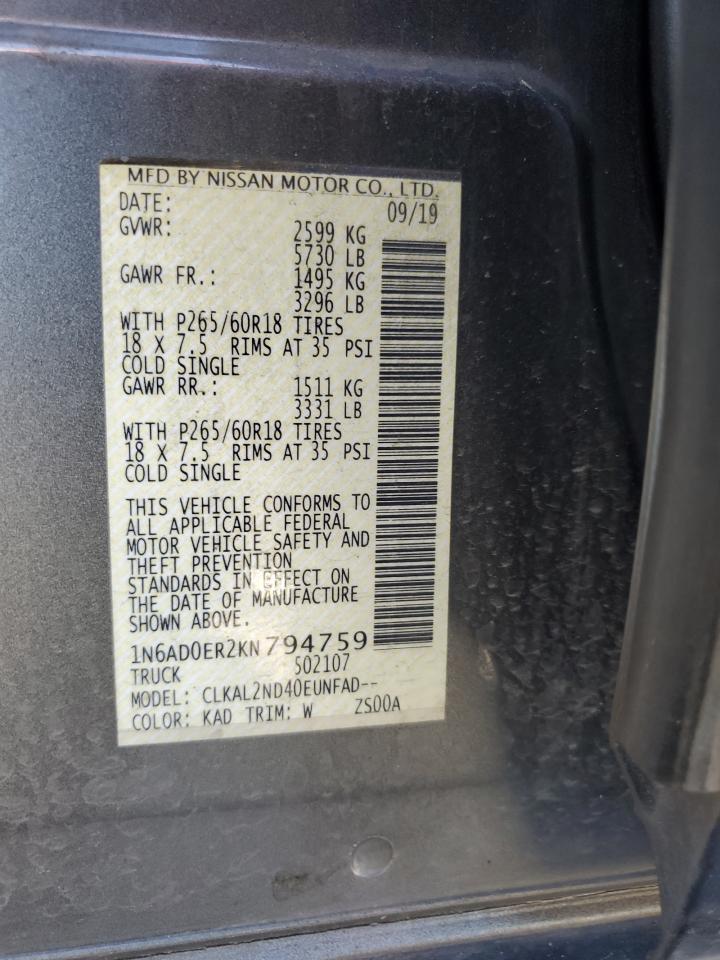 MFD BY NISSAN MOTOR CO., LTD.
DATE: 09/19
GVWR: 2599 KG
5730 LB
GAWR FR.: 1495 KG
3296 LB
WITH P265/60R18 TIRES
18 X 7.5 RIMS AT 35 PSI
COLD SINGLE
GAWR RR.: 1511 KG
3331 LB
WITH P265/60R18 TIRES
18 X 7.5 RIMS AT 35 PSI
COLD SINGLE
THIS VEHICLE CONFORMS TO
ALL APPLICABLE FEDERAL
MOTOR VEHICLE SAFETY AND
THEFT PREVENTION
STANDARDS IN EFFECT ON
THE DATE OF MANUFACTURE
SHOWN ABOVE.
1N6AD0ER2KN794759
TRUCK 502107
MODEL: CLKAL2ND40EUNFAD--
COLOR: KAD TRIM: W ZS00A